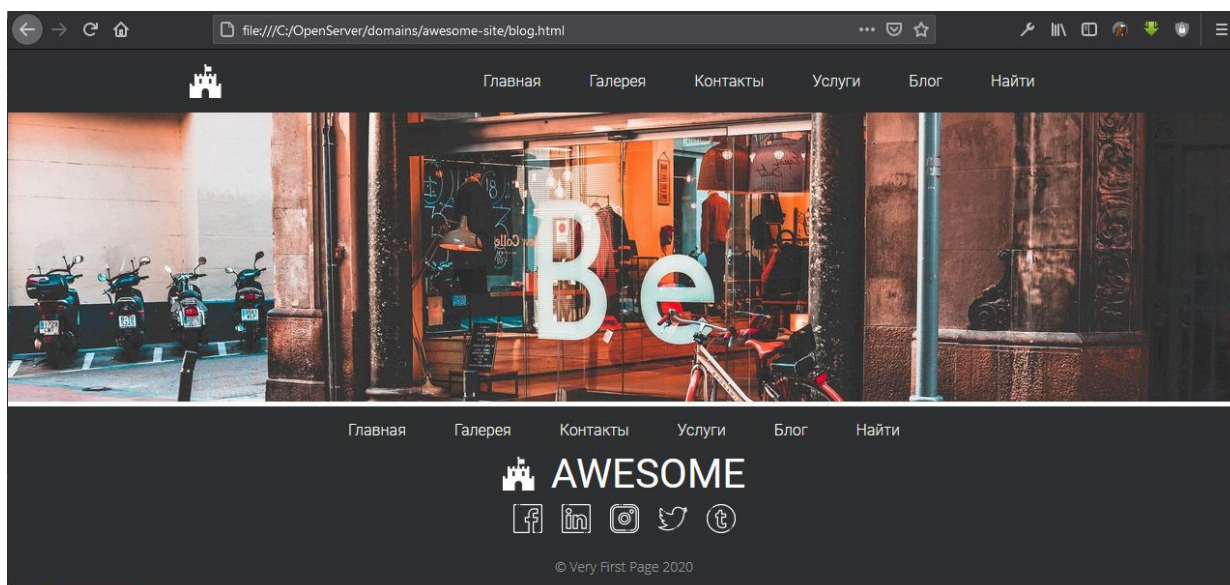 file:///C:/OpenServer/domains/awesome-site/blog.html
Главная Галерея Контакты Услуги Блог Найти
Be
Главная Галерея Контакты Услуги Блог Найти
AWESOME
© Very First Page 2020